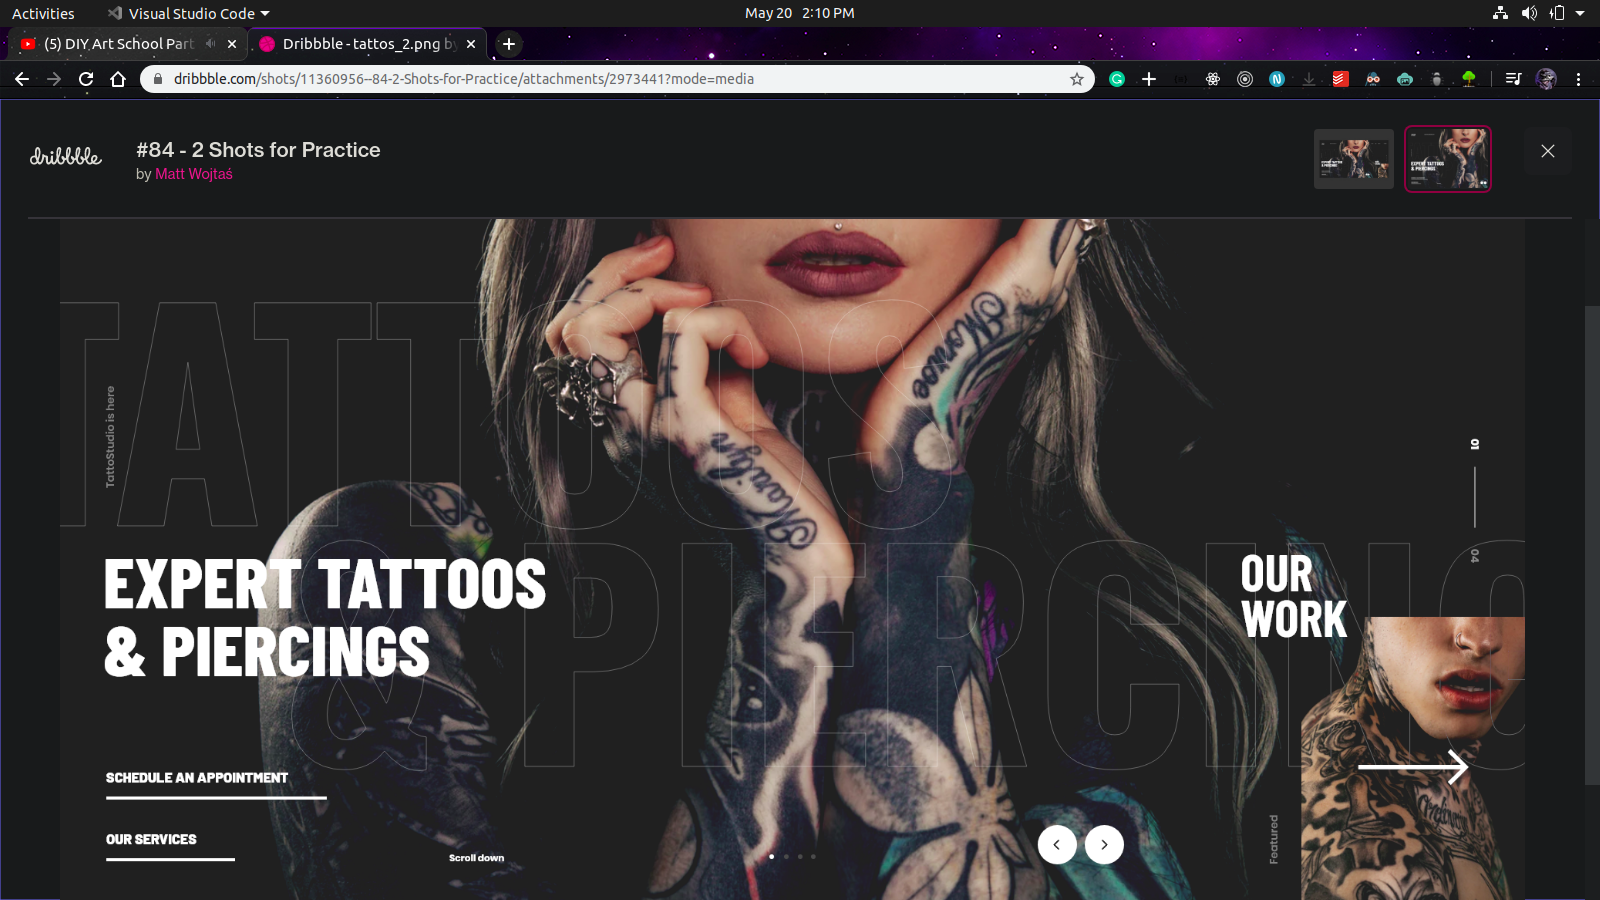 Activities
Visual Studio Code
May 20 2:10 PM
(5) DIY Art School Part
Dribbble - tattos_2.png by
dribbble.com/shots/11360956--84-2-Shots-for-Practice/attachments/2973441?mode=media
dribbble
#84 - 2 Shots for Practice
by Matt Wojtaś
TATTOOS
& PIERCING
TattoStudio is here
Monroe
Marilyn
01
04
EXPERT TATTOOS
& PIERCINGS
OUR
WORK
SCHEDULE AN APPOINTMENT
OUR SERVICES
Scroll down
Featured